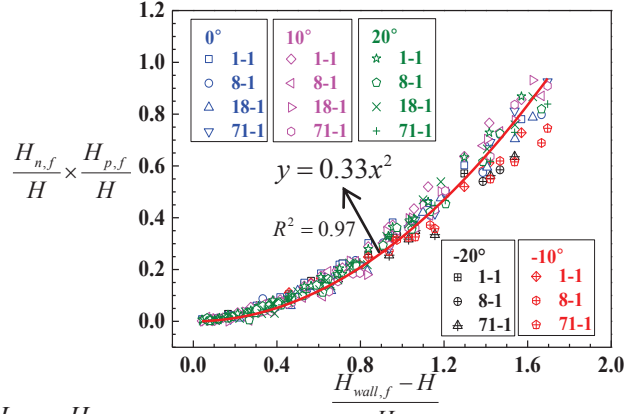 1.2
1.0
0.8
0.6
0.4
0.2
0.0
0° 10° 20°
1-1 1-1 1-1
8-1 8-1 8-1
18-1 18-1 18-1
71-1 71-1 71-1
H_{n,f}/H × H_{p,f}/H
y = 0.33x²
R² = 0.97
-20° -10°
1-1 1-1
8-1 8-1
71-1 71-1
0.0 0.4 0.8 1.2 1.6 2.0
H_{wall,f} − H